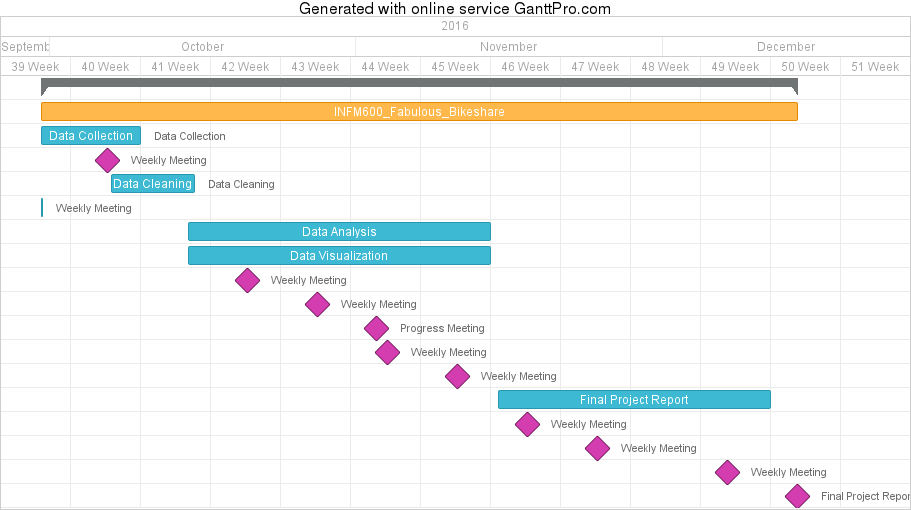 Generated with online service GanttPro.com
2016
Septemb October November December
39 Week 40 Week 41 Week 42 Week 43 Week 44 Week 45 Week 46 Week 47 Week 48 Week 49 Week 50 Week 51 Week
INFM600_Fabulous_Bikeshare
Data Collection Data Collection
Weekly Meeting
Data Cleaning Data Cleaning
Weekly Meeting
Data Analysis
Data Visualization
Weekly Meeting
Weekly Meeting
Progress Meeting
Weekly Meeting
Weekly Meeting
Final Project Report
Weekly Meeting
Weekly Meeting
Weekly Meeting
Final Project Repor